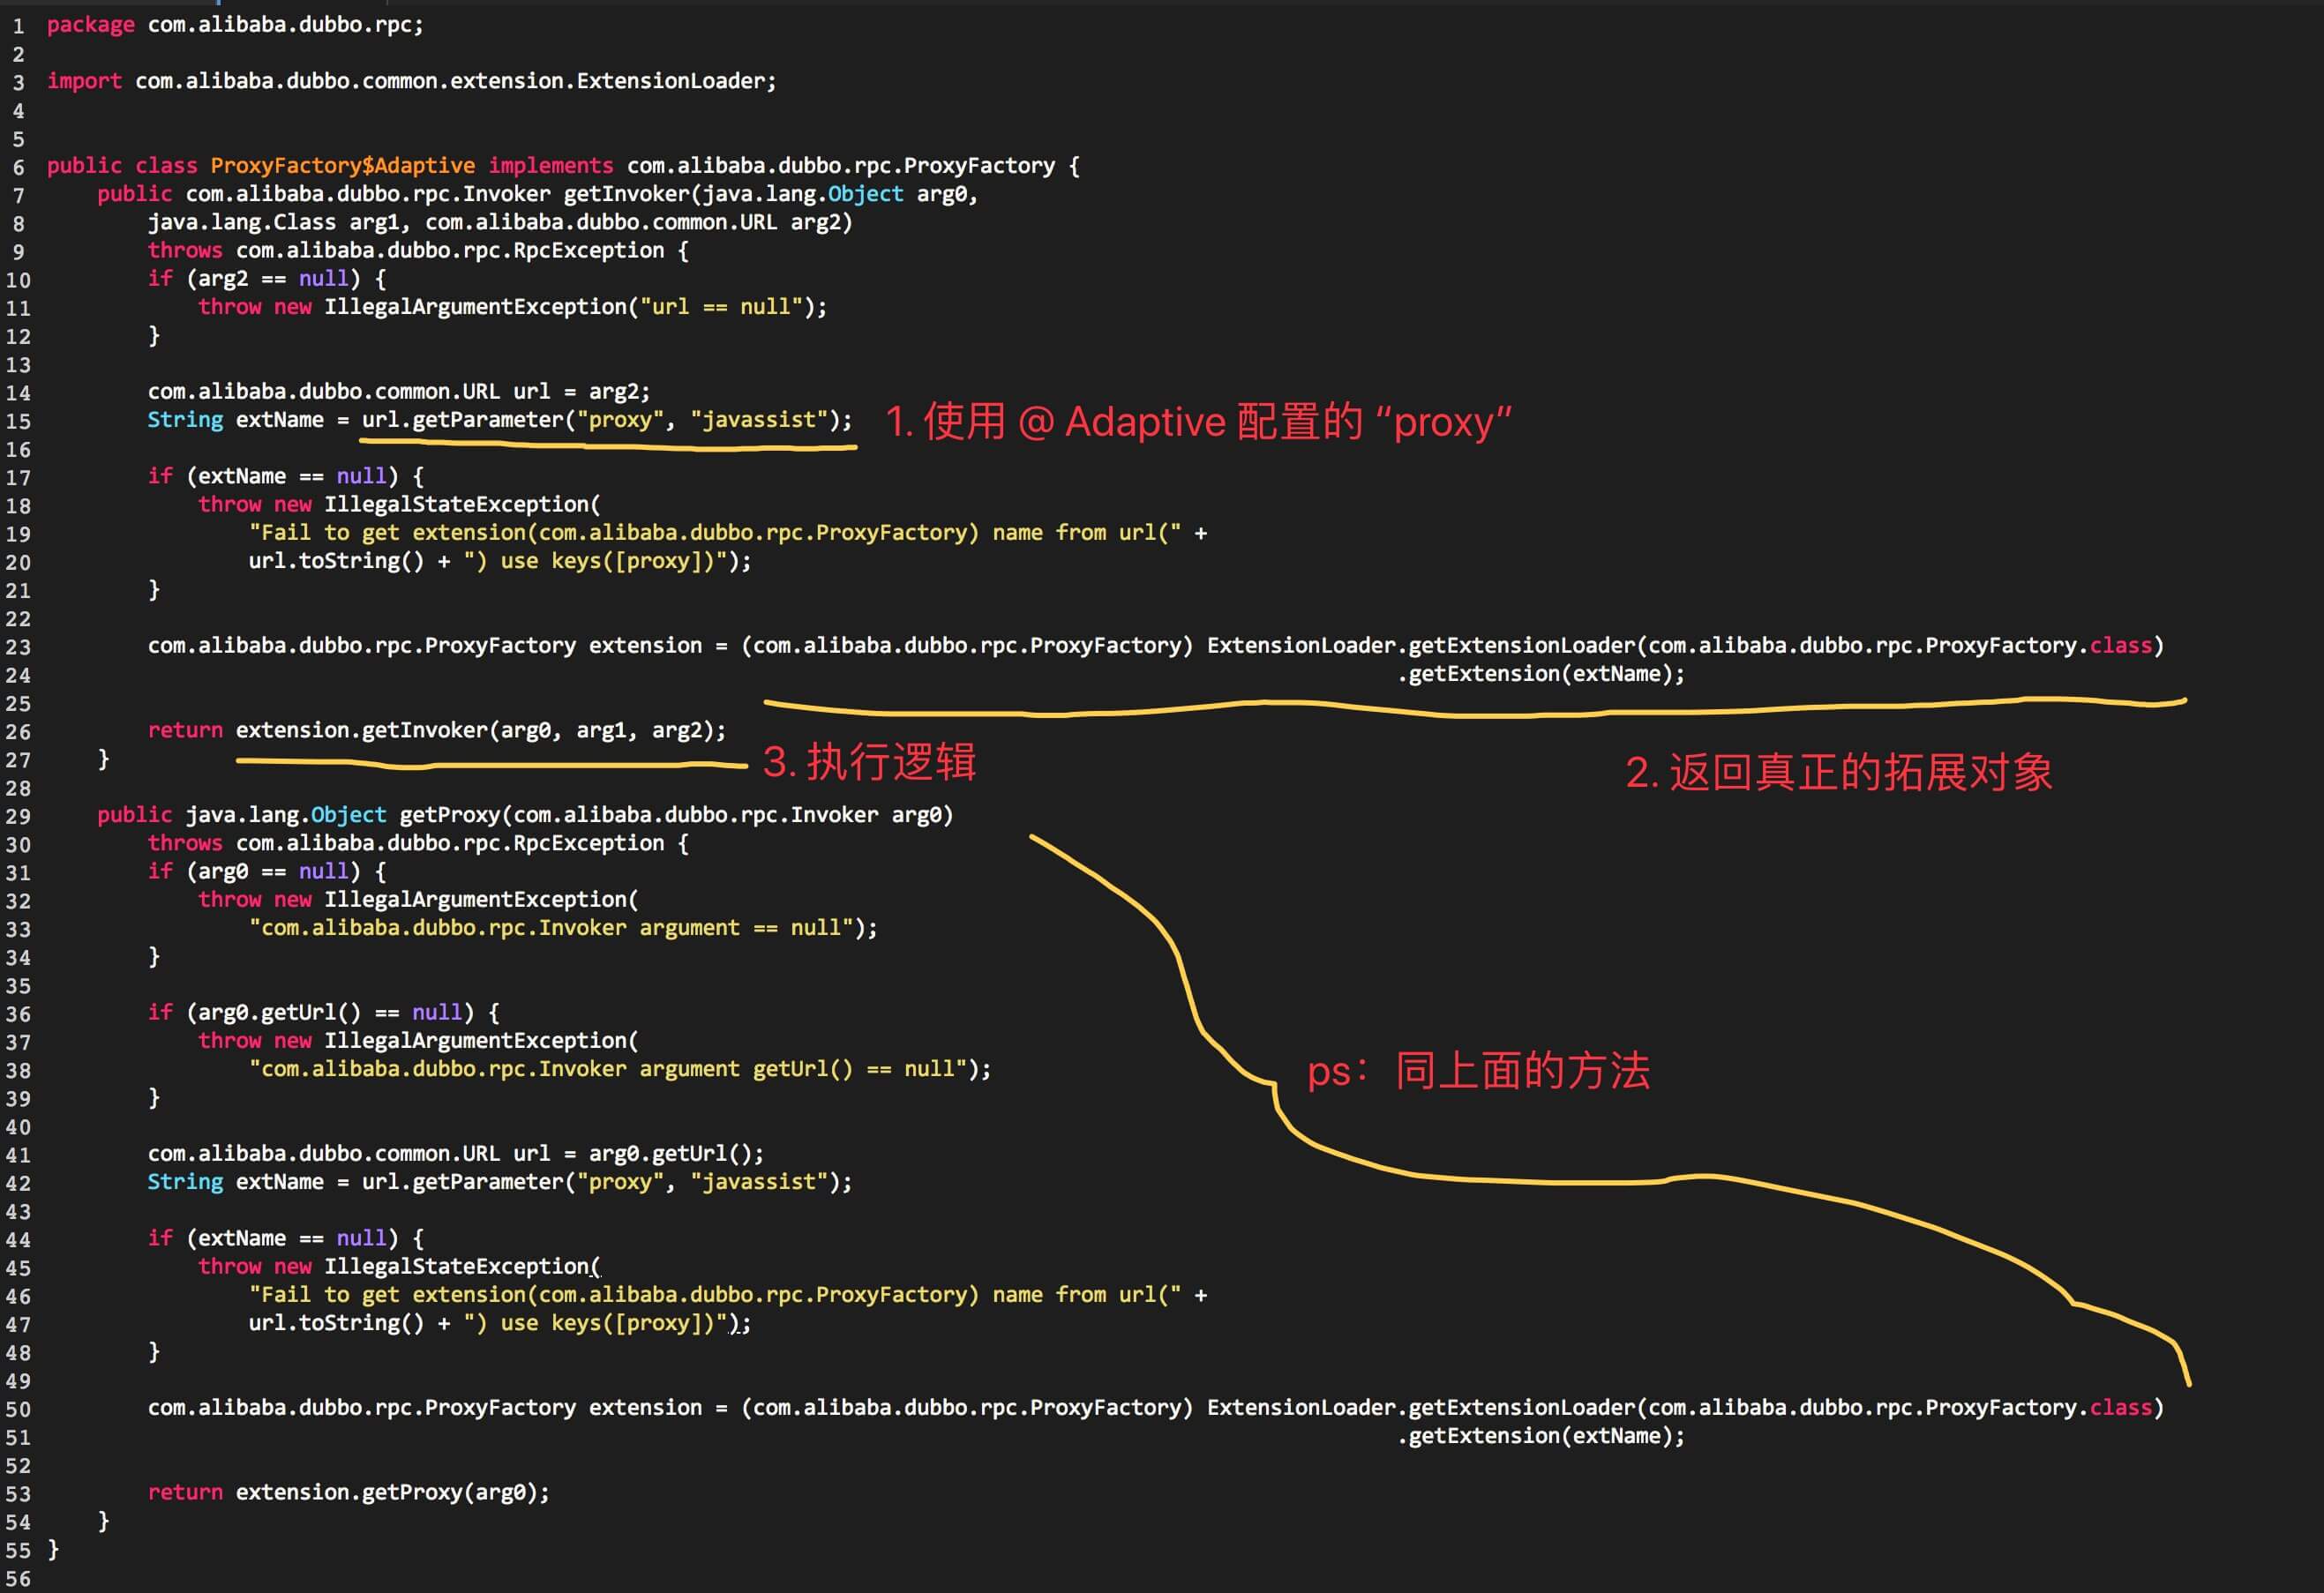 1 package com.alibaba.dubbo.rpc;
2
3 import com.alibaba.dubbo.common.extension.ExtensionLoader;
4
5
6 public class ProxyFactory$Adaptive implements com.alibaba.dubbo.rpc.ProxyFactory {
7 public com.alibaba.dubbo.rpc.Invoker getInvoker(java.lang.Object arg0,
8 java.lang.Class arg1, com.alibaba.dubbo.common.URL arg2)
9 throws com.alibaba.dubbo.rpc.RpcException {
10 if (arg2 == null) {
11 throw new IllegalArgumentException("url == null");
12 }
13
14 com.alibaba.dubbo.common.URL url = arg2;
15 String extName = url.getParameter("proxy", "javassist"); 1. 使用 @ Adaptive 配置的 “proxy”
16
17 if (extName == null) {
18 throw new IllegalStateException(
19 "Fail to get extension(com.alibaba.dubbo.rpc.ProxyFactory) name from url(" +
20 url.toString() + ") use keys([proxy])");
21 }
22
23 com.alibaba.dubbo.rpc.ProxyFactory extension = (com.alibaba.dubbo.rpc.ProxyFactory) ExtensionLoader.getExtensionLoader(com.alibaba.dubbo.rpc.ProxyFactory.class)
24 .getExtension(extName);
25
26 return extension.getInvoker(arg0, arg1, arg2);
27 } 3. 执行逻辑 2. 返回真正的拓展对象
28
29 public java.lang.Object getProxy(com.alibaba.dubbo.rpc.Invoker arg0)
30 throws com.alibaba.dubbo.rpc.RpcException {
31 if (arg0 == null) {
32 throw new IllegalArgumentException(
33 "com.alibaba.dubbo.rpc.Invoker argument == null");
34 }
35
36 if (arg0.getUrl() == null) {
37 throw new IllegalArgumentException(
38 "com.alibaba.dubbo.rpc.Invoker argument getUrl() == null"); ps：同上面的方法
39 }
40
41 com.alibaba.dubbo.common.URL url = arg0.getUrl();
42 String extName = url.getParameter("proxy", "javassist");
43
44 if (extName == null) {
45 throw new IllegalStateException(
46 "Fail to get extension(com.alibaba.dubbo.rpc.ProxyFactory) name from url(" +
47 url.toString() + ") use keys([proxy])");
48 }
49
50 com.alibaba.dubbo.rpc.ProxyFactory extension = (com.alibaba.dubbo.rpc.ProxyFactory) ExtensionLoader.getExtensionLoader(com.alibaba.dubbo.rpc.ProxyFactory.class)
51 .getExtension(extName);
52
53 return extension.getProxy(arg0);
54 }
55 }
56